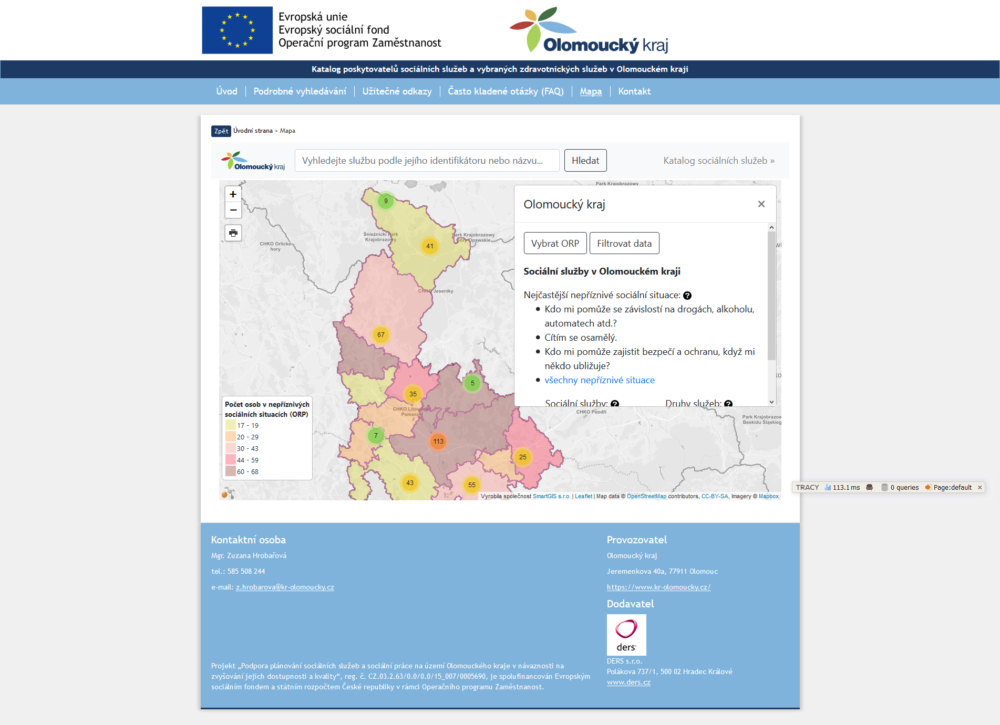 Evropská unie
Evropský sociální fond
Operační program Zaměstnanost
Olomoucký kraj
Katalog poskytovatelů sociálních služeb a vybraných zdravotnických služeb v Olomouckém kraji
Úvod
Podrobné vyhledávání
Užitečné odkazy
Často kladené otázky (FAQ)
Mapa
Kontakt
Zpět Úvodní strana > Mapa
Olomoucký kraj
Vyhledejte službu podle jejího identifikátoru nebo názvu...
Hledat
Katalog sociálních služeb »
+
−
Park Krajobrazowy
9
Śnieżnicki Park
Krajobrazowy
Park Krajobrazowy
Góry Opawskie
CHKO Orlické
hory
41
CHKO Jeseníky
67
5
35
CHKO Litovelské
Pomoraví
7
113
25
43
55
CHKO Poodří
Park Krajobrazowy
Beskidu Śląskieg
Olomoucký kraj
×
Vybrat ORP
Filtrovat data
Sociální služby v Olomouckém kraji
Nejčastější nepříznivé sociální situace: ?
• Kdo mi pomůže se závislostí na drogách, alkoholu,
automatech atd.?
• Cítím se osamělý.
• Kdo mi pomůže zajistit bezpečí a ochranu, když mi
někdo ubližuje?
• všechny nepříznivé situace
Sociální služby: ?
Druhy služeb: ?
Počet osob v nepříznivých
sociálních situacích (ORP)
17 - 19
20 - 29
30 - 43
44 - 59
60 - 68
Vyrobila společnost SmartGIS s.r.o. | Leaflet | Map data © OpenStreetMap contributors, CC-BY-SA, Imagery © Mapbox
TRACY 113.1 ms 0 queries Page:default ×
Kontaktní osoba
Mgr. Zuzana Hrobařová
tel.: 585 508 244
e-mail: z.hrobarova@kr-olomoucky.cz
Provozovatel
Olomoucký kraj
Jeremenkova 40a, 77911 Olomouc
https://www.kr-olomoucky.cz/
Dodavatel
ders
DERS s.r.o.
Polákova 737/1, 500 02 Hradec Králové
www.ders.cz
Projekt „Podpora plánování sociálních služeb a sociální práce na území Olomouckého kraje v návaznosti na
zvyšování jejich dostupnosti a kvality“, reg. č. CZ.03.2.63/0.0/0.0/15_007/0005690, je spolufinancován Evropským
sociálním fondem a státním rozpočtem České republiky v rámci Operačního programu Zaměstnanost.